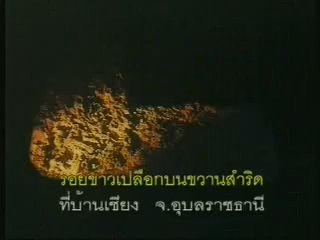 รอยข้าวเปลือกบนขวานสำริด
ที่บ้านเชียง จ.อุบลราชธานี